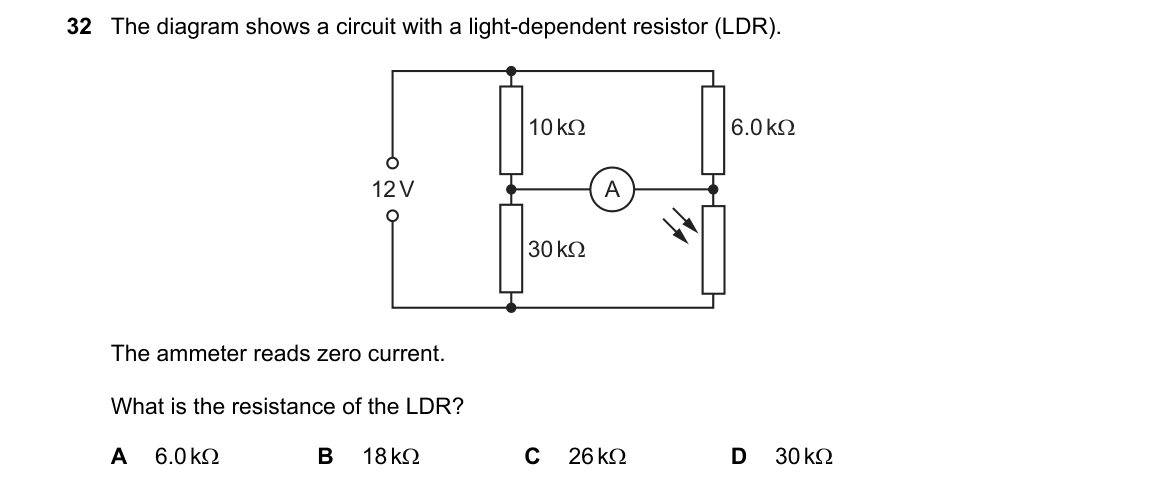 32 The diagram shows a circuit with a light-dependent resistor (LDR).
10 kΩ
6.0 kΩ
12 V
A
30 kΩ
The ammeter reads zero current.
What is the resistance of the LDR?
A 6.0 kΩ B 18 kΩ C 26 kΩ D 30 kΩ